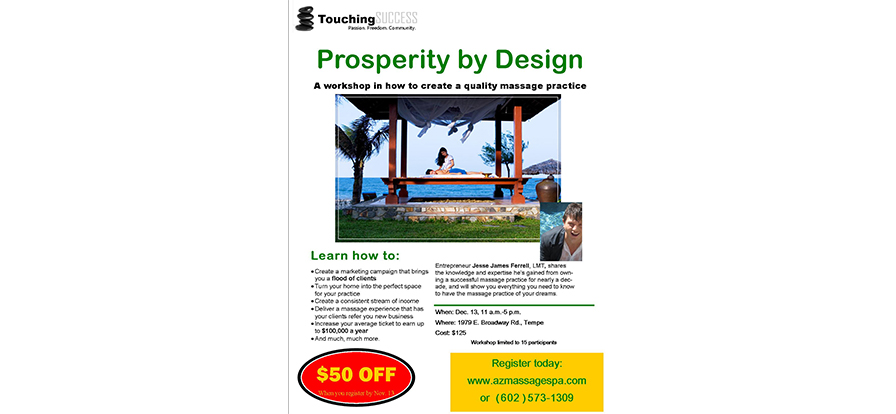 TouchingSUCCESS
Passion. Freedom. Community.
Prosperity by Design
A workshop in how to create a quality massage practice
Learn how to:
• Create a marketing campaign that brings
you a flood of clients
• Turn your home into the perfect space
for your practice
• Create a consistent stream of income
• Deliver a massage experience that has
your clients refer you new business
• Increase your average ticket to earn up
to $100,000 a year
• And much, much more.
Entrepreneur Jesse James Ferrell, LMT, shares
the knowledge and expertise he's gained from own-
ing a successful massage practice for nearly a dec-
ade, and will show you everything you need to know
to have the massage practice of your dreams.
When: Dec. 13, 11 a.m.-5 p.m.
Where: 1979 E. Broadway Rd., Tempe
Cost: $125
Workshop limited to 15 participants
$50 OFF
When you register by Nov. 13
Register today:
www.azmassagespa.com
or (602 ) 573-1309